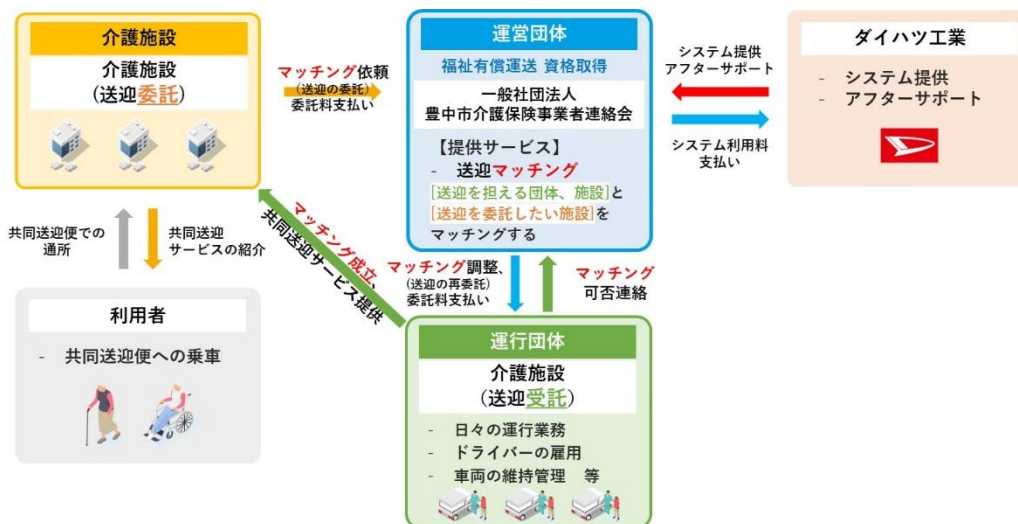 介護施設
介護施設
(送迎委託)
マッチング依頼
(送迎の委託)
委託料支払い
運営団体
福祉有償運送 資格取得
一般社団法人
豊中市介護保険事業者連絡会
【提供サービス】
- 送迎マッチング
[送迎を担える団体、施設]と
[送迎を委託したい施設]を
マッチングする
システム提供
アフターサポート
システム利用料
支払い
ダイハツ工業
- システム提供
- アフターサポート
共同送迎便での
通所
共同送迎
サービスの紹介
マッチング成立、
共同送迎サービス提供
マッチング調整、
(送迎の再委託)
委託料支払い
マッチング
可否連絡
利用者
- 共同送迎便への乗車
運行団体
介護施設
(送迎受託)
- 日々の運行業務
- ドライバーの雇用
- 車両の維持管理 等